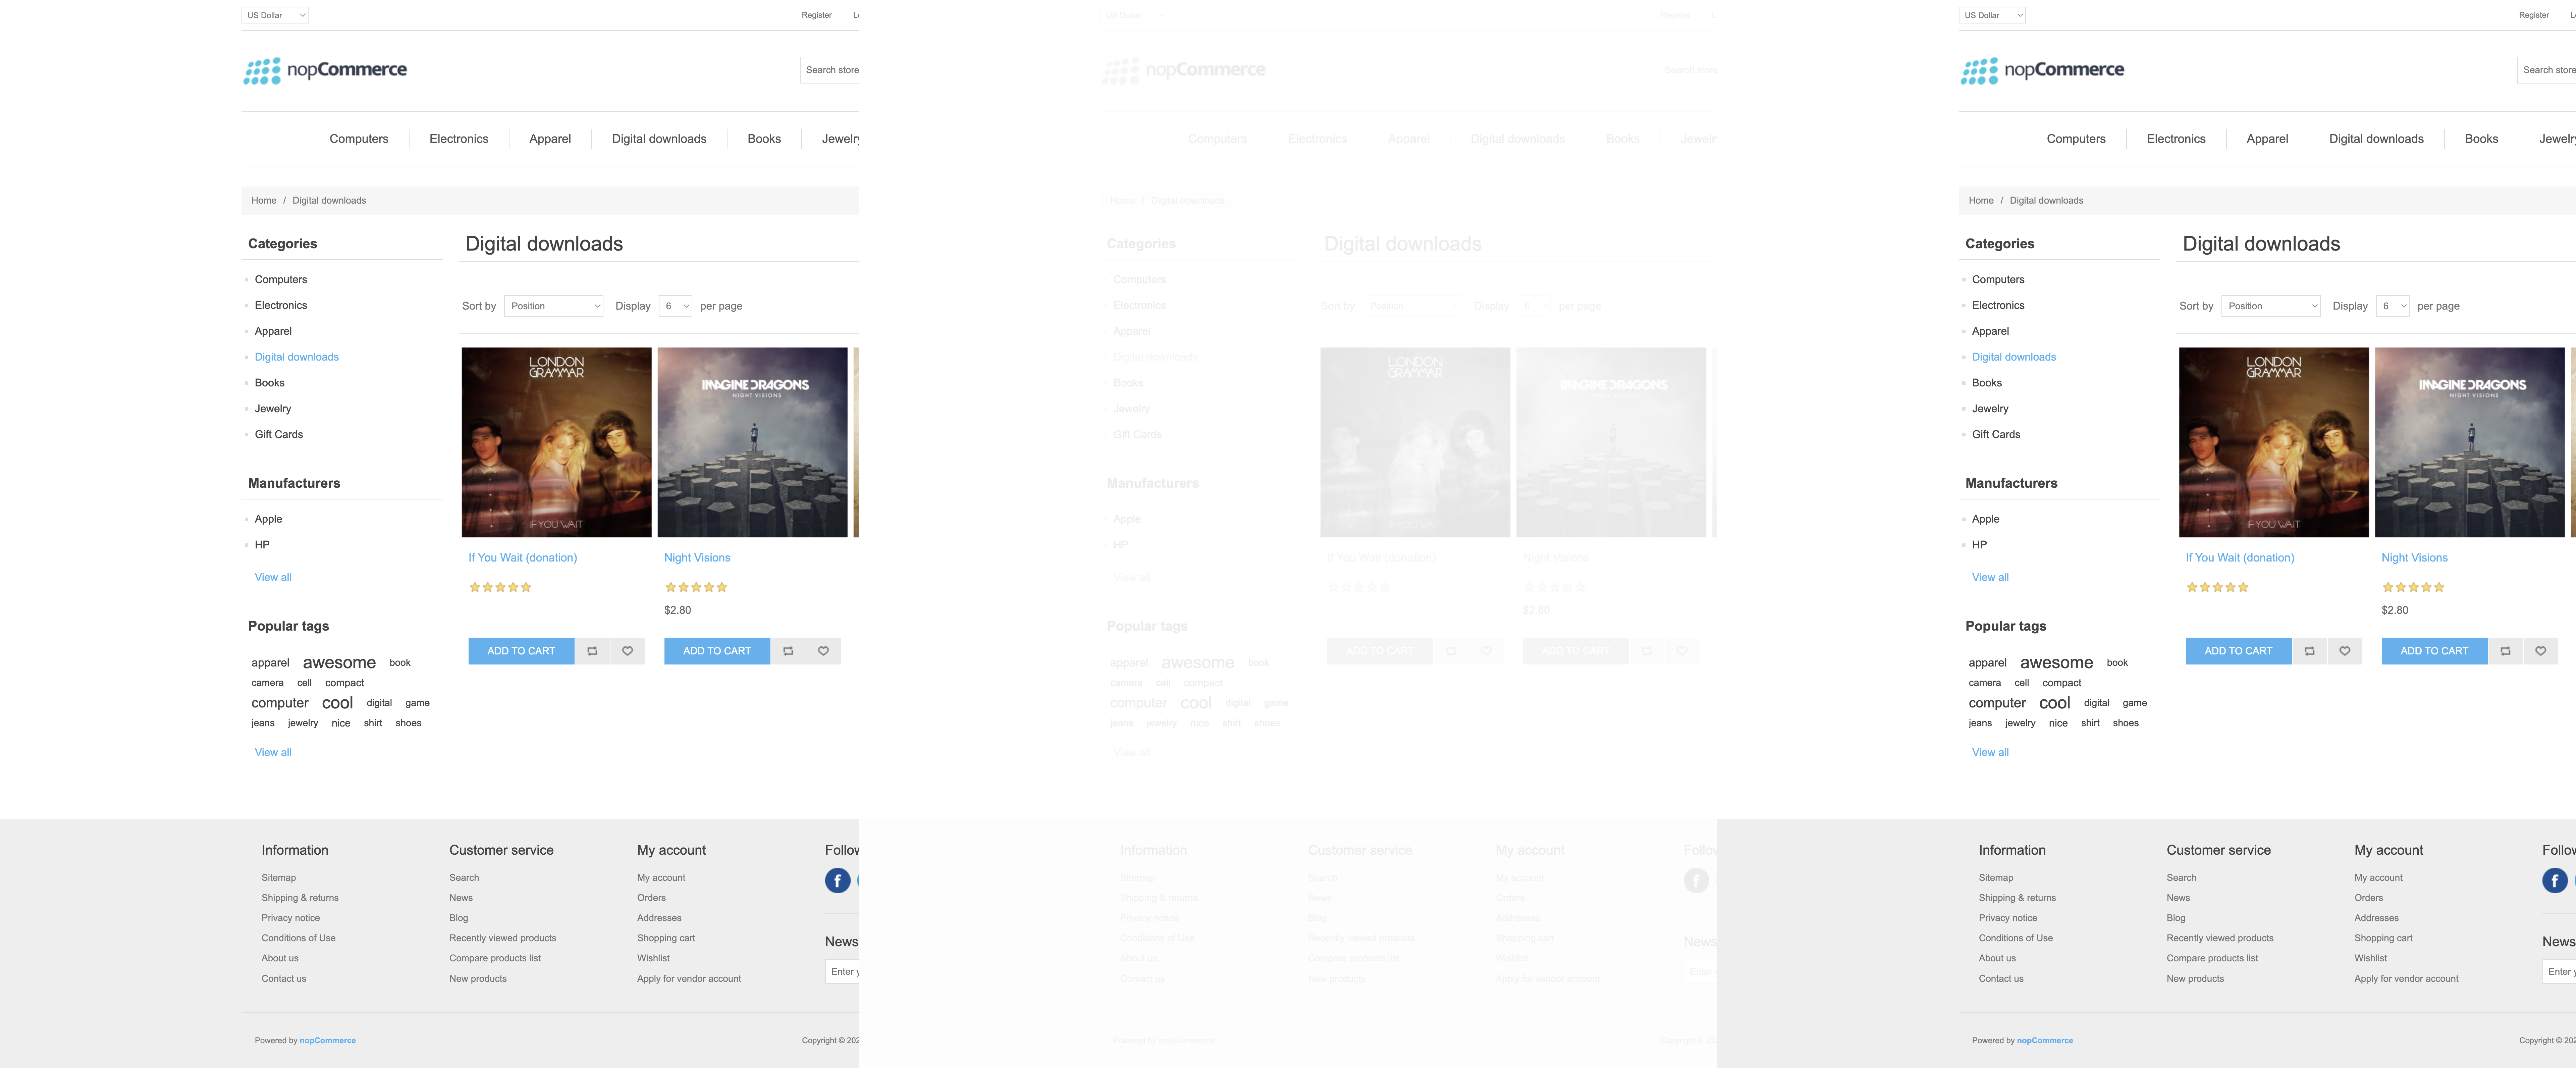 US Dollar
Register
nopCommerce
Search store
Computers
Electronics
Apparel
Digital downloads
Books
Jewelry
Home / Digital downloads
Categories
Computers
Electronics
Apparel
Digital downloads
Books
Jewelry
Gift Cards
Manufacturers
Apple
HP
View all
Popular tags
apparel awesome book
camera cell compact
computer cool digital game
jeans jewelry nice shirt shoes
View all
Digital downloads
Sort by Position Display 6 per page
LONDON
GRAMMAR
IF YOU WAIT
IMAGINE DRAGONS
NIGHT VISIONS
If You Wait (donation)
ADD TO CART
Night Visions
$2.80
ADD TO CART
Information
Sitemap
Shipping & returns
Privacy notice
Conditions of Use
About us
Contact us
Customer service
Search
News
Blog
Recently viewed products
Compare products list
New products
My account
My account
Orders
Addresses
Shopping cart
Wishlist
Apply for vendor account
Follow
News
Enter
Powered by nopCommerce
Copyright © 202
US Dollar
Register
nopCommerce
Search store
Computers
Electronics
Apparel
Digital downloads
Books
Jewelry
Home / Digital downloads
Categories
Computers
Electronics
Apparel
Digital downloads
Books
Jewelry
Gift Cards
Manufacturers
Apple
HP
View all
Popular tags
apparel awesome book
camera cell compact
computer cool digital game
jeans jewelry nice shirt shoes
View all
Digital downloads
Sort by Position Display 6 per page
LONDON
GRAMMAR
IF YOU WAIT
IMAGINE DRAGONS
NIGHT VISIONS
If You Wait (donation)
ADD TO CART
Night Visions
$2.80
ADD TO CART
Information
Sitemap
Shipping & returns
Privacy notice
Conditions of Use
About us
Contact us
Customer service
Search
News
Blog
Recently viewed products
Compare products list
New products
My account
My account
Orders
Addresses
Shopping cart
Wishlist
Apply for vendor account
Follow
News
Enter
Powered by nopCommerce
Copyright © 202
US Dollar
Register
nopCommerce
Search store
Computers
Electronics
Apparel
Digital downloads
Books
Jewelry
Home / Digital downloads
Categories
Computers
Electronics
Apparel
Digital downloads
Books
Jewelry
Gift Cards
Manufacturers
Apple
HP
View all
Popular tags
apparel awesome book
camera cell compact
computer cool digital game
jeans jewelry nice shirt shoes
View all
Digital downloads
Sort by Position Display 6 per page
LONDON
GRAMMAR
IF YOU WAIT
IMAGINE DRAGONS
NIGHT VISIONS
If You Wait (donation)
ADD TO CART
Night Visions
$2.80
ADD TO CART
Information
Sitemap
Shipping & returns
Privacy notice
Conditions of Use
About us
Contact us
Customer service
Search
News
Blog
Recently viewed products
Compare products list
New products
My account
My account
Orders
Addresses
Shopping cart
Wishlist
Apply for vendor account
Follow
News
Enter
Powered by nopCommerce
Copyright © 202